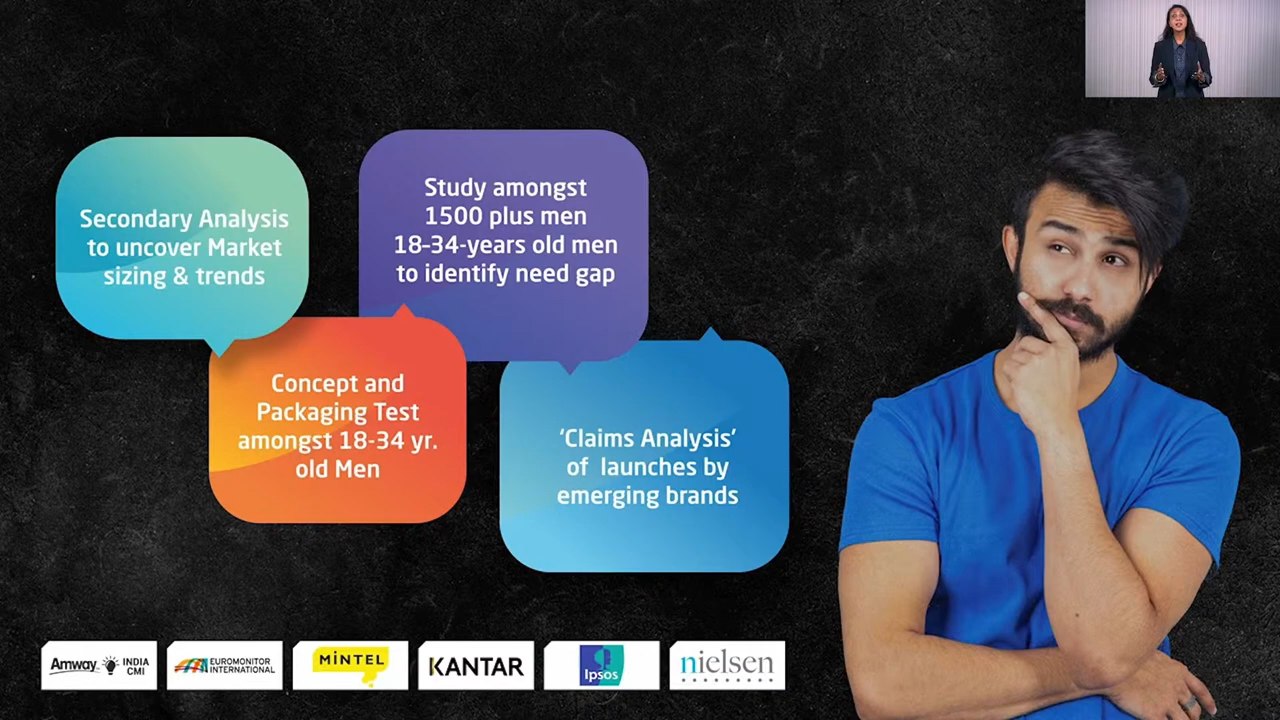 Secondary Analysis
to uncover Market
sizing & trends
Study amongst
1500 plus men
18-34-years old men
to identify need gap
Concept and
Packaging Test
amongst 18-34 yr.
old Men
‘Claims Analysis’
of launches by
emerging brands
Amway INDIA
CMI
EUROMONITOR
INTERNATIONAL
MiNTEL
KANTAR
Ipsos
nielsen